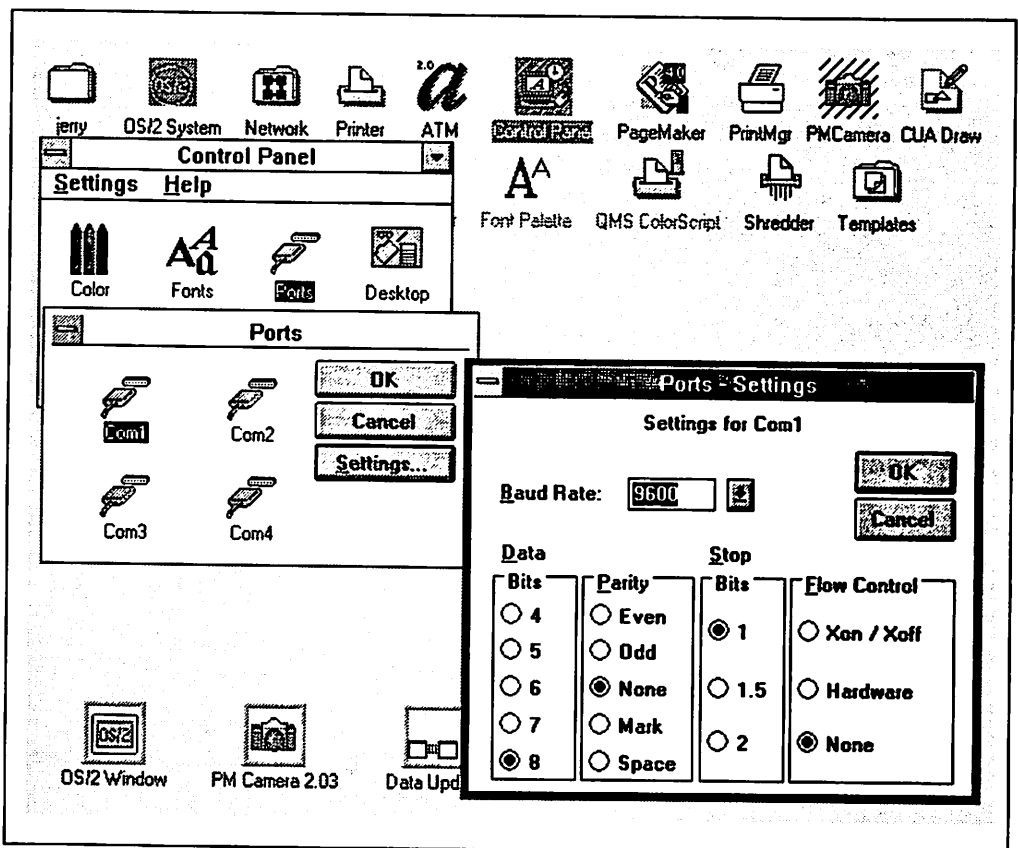 jerry
OS/2 System
Network
Printer
2.0
ATM
Control Panel
PageMaker
PrintMgr
PMCamera
CUA Draw
Font Palette
QMS ColorScript
Shredder
Templates
Control Panel
Settings Help
Color
Fonts
Ports
Desktop
Ports
Com1
Com2
Com3
Com4
OK
Cancel
Settings...
Ports - Settings
Settings for Com1
Baud Rate: 9600
OK
Cancel
Data
Bits
4
5
6
7
8
Parity
Even
Odd
None
Mark
Space
Stop
Bits
1
1.5
2
Flow Control
Xon / Xoff
Hardware
None
OS/2
OS/2 Window
PM Camera 2.03
Data Upd